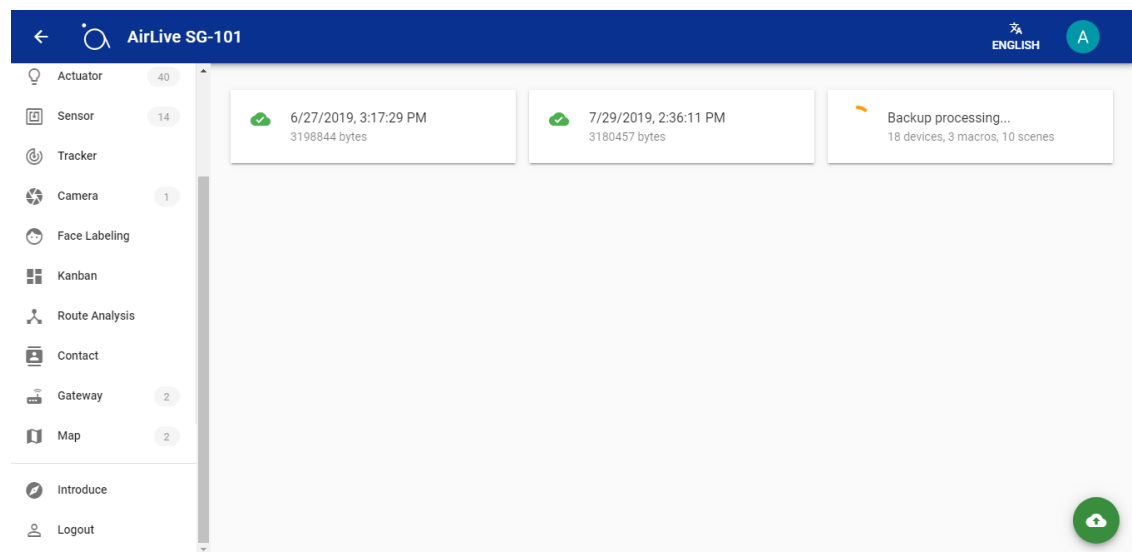 AirLive SG-101
ENGLISH
A
Actuator 40
Sensor 14
Tracker
Camera 1
Face Labeling
Kanban
Route Analysis
Contact
Gateway 2
Map 2
Introduce
Logout
6/27/2019, 3:17:29 PM
3198844 bytes
7/29/2019, 2:36:11 PM
3180457 bytes
Backup processing...
18 devices, 3 macros, 10 scenes